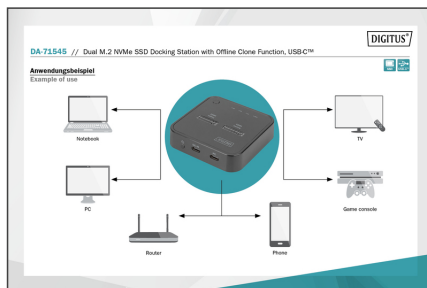 DIGITUS®
DA-71545 // Dual M.2 NVMe SSD Docking Station with Offline Clone Function, USB-C™
Anwendungsbeispiel
Example of use
Notebook
TV
PC
Game console
Router
Phone